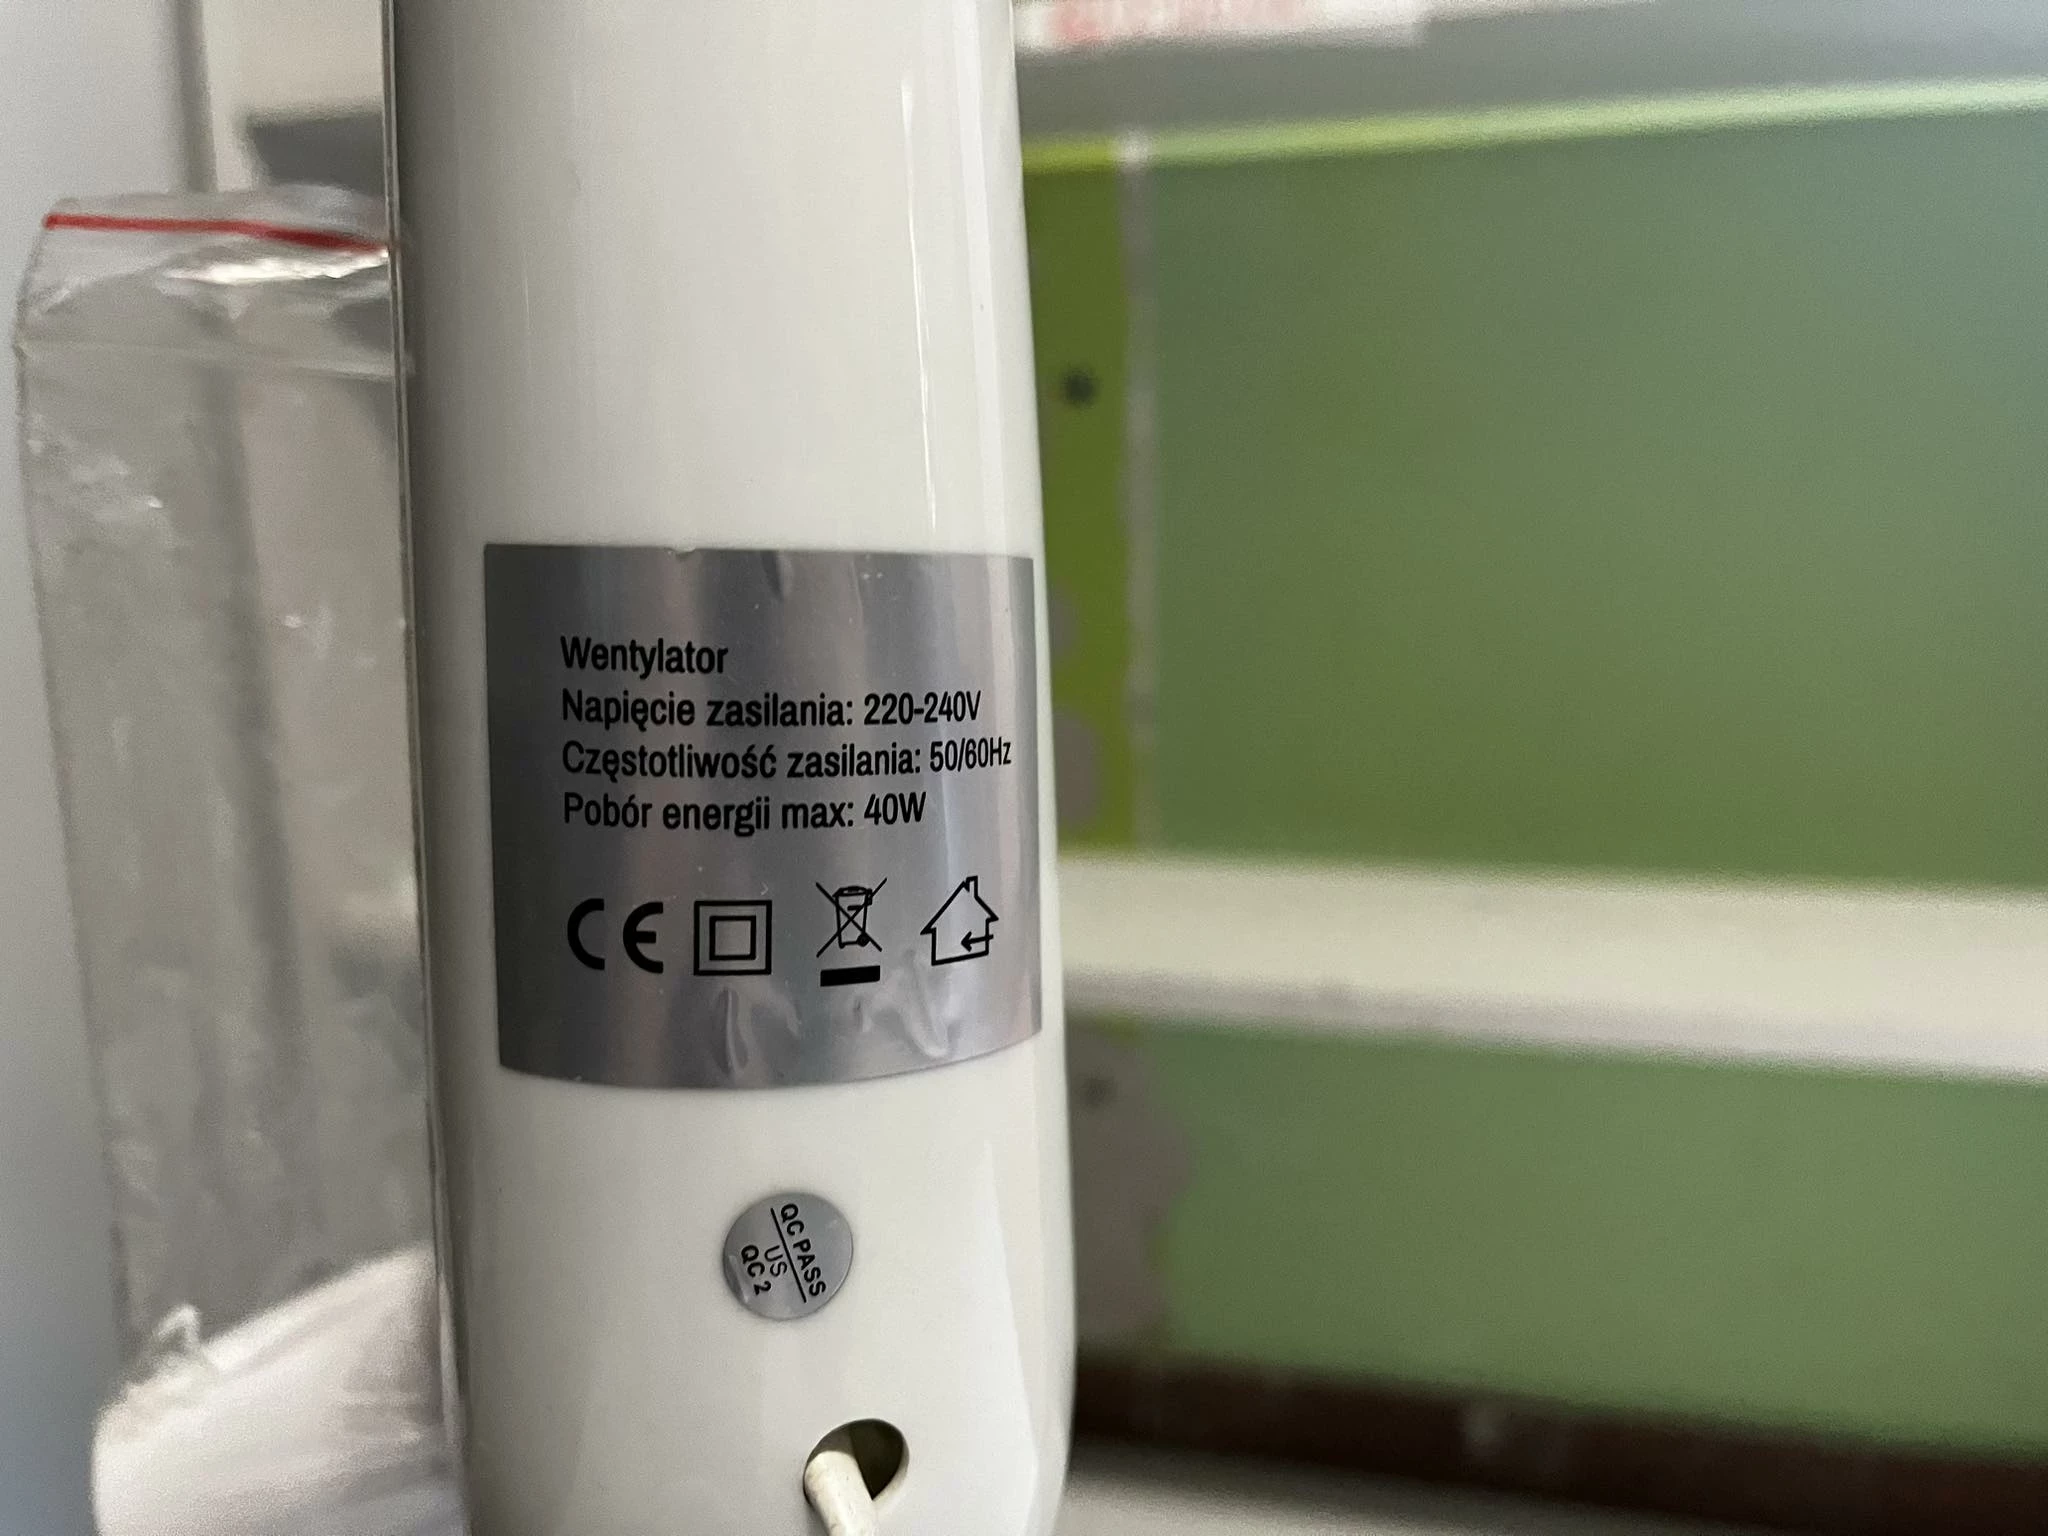 Wentylator
Napięcie zasilania: 220-240V
Częstotliwość zasilania: 50/60Hz
Pobór energii max: 40W
CE
QC PASS
US
QC 2